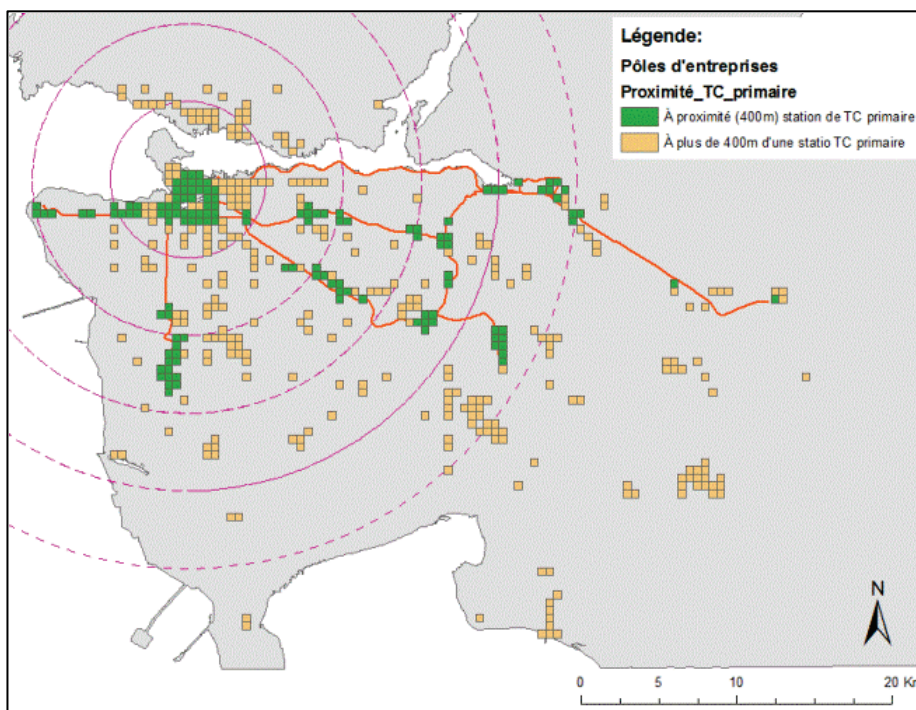 Légende:
Pôles d'entreprises
Proximité_TC_primaire
À proximité (400m) station de TC primaire
À plus de 400m d'une statio TC primaire
N
0 5 10 20 Km